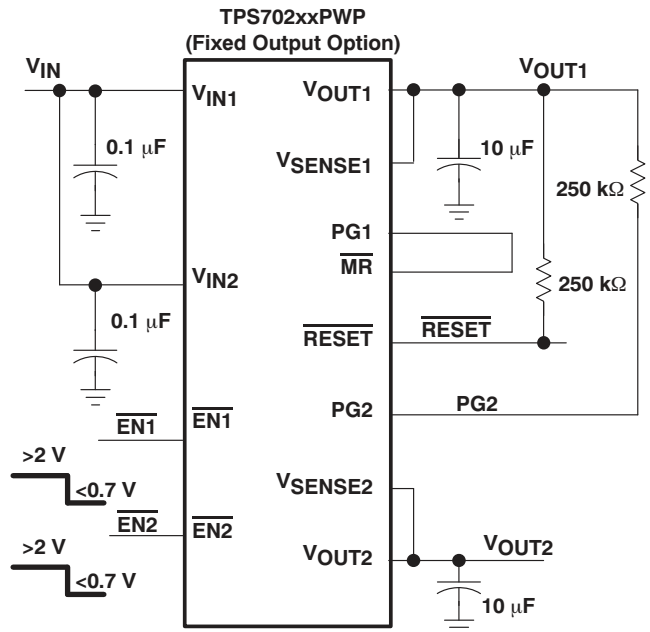 TPS702xxPWP
(Fixed Output Option)
VIN
VOUT1
VIN1
VOUT1
0.1 μF
10 μF
VSENSE1
250 kΩ
PG1
MR
VIN2
250 kΩ
0.1 μF
RESET
RESET
PG2
PG2
EN1
EN1
>2 V
<0.7 V
VSENSE2
EN2
EN2
>2 V
VOUT2
VOUT2
<0.7 V
10 μF